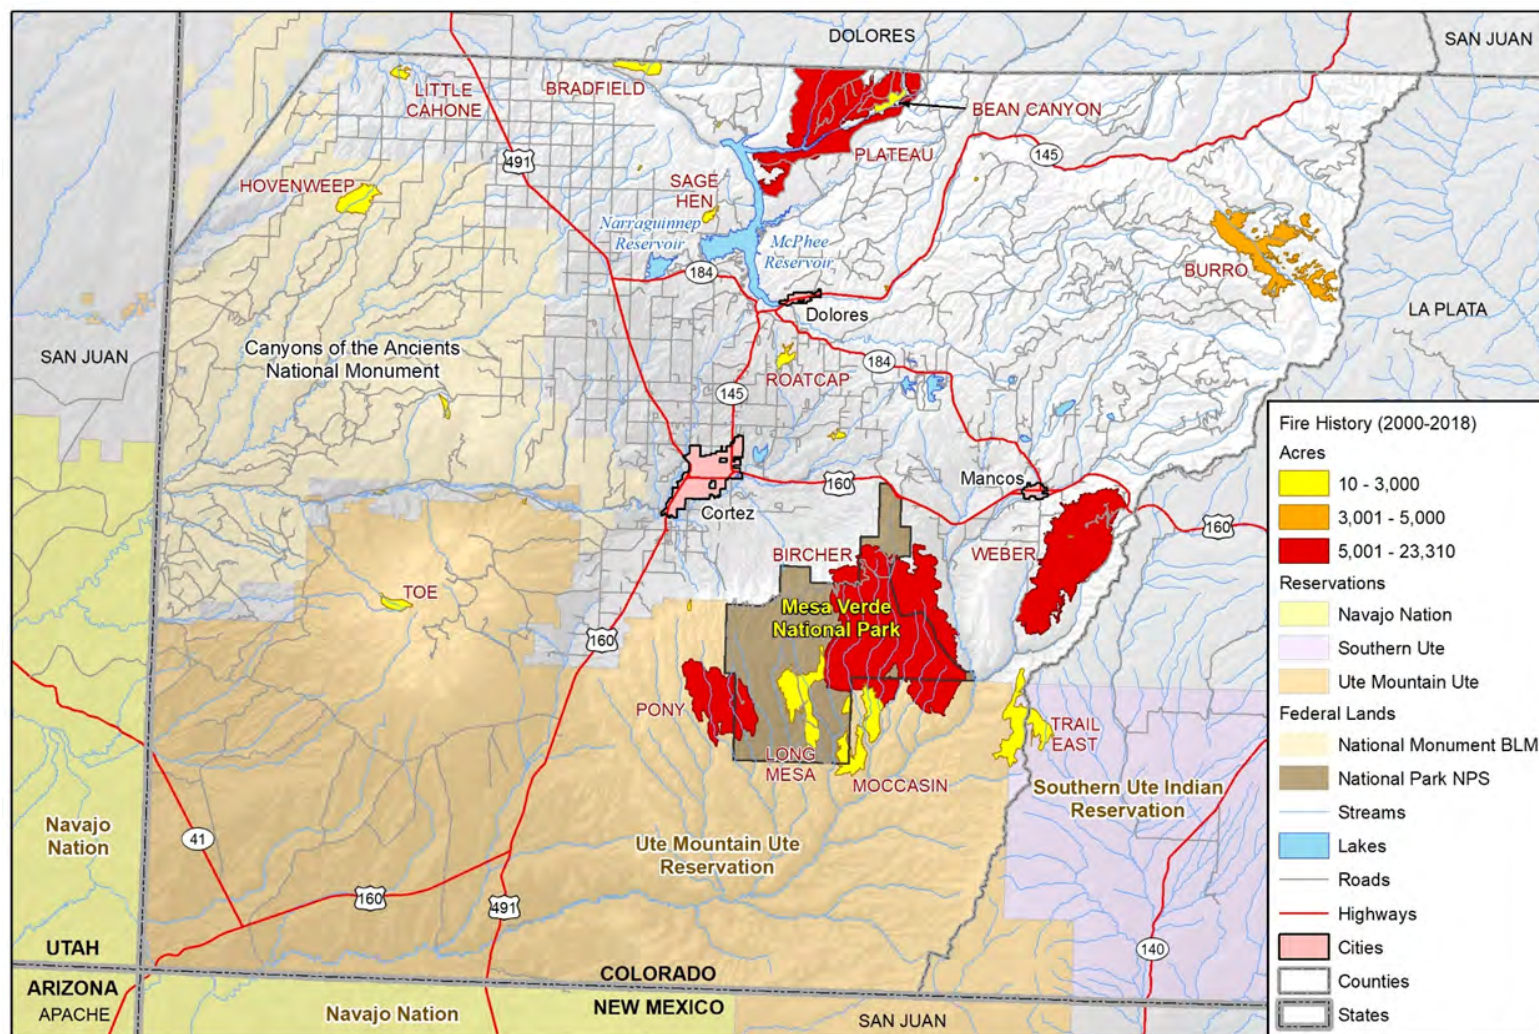 DOLORES
SAN JUAN
LITTLE
CAHONE
BRADFIELD
BEAN CANYON
PLATEAU
491
145
HOVENWEEP
SAGE
HEN
Narraguinnep
Reservoir
McPhee
Reservoir
184
BURRO
Dolores
LA PLATA
SAN JUAN
Canyons of the Ancients
National Monument
ROATCAP
184
145
Cortez
160
Mancos
160
BIRCHER
WEBER
TOE
Mesa Verde
National Park
160
PONY
LONG
MESA
MOCCASIN
TRAIL
EAST
Southern Ute Indian
Reservation
Navajo
Nation
41
Ute Mountain Ute
Reservation
160
491
140
UTAH
COLORADO
ARIZONA
APACHE
NEW MEXICO
Navajo Nation
SAN JUAN
Fire History (2000-2018)
Acres
10 - 3,000
3,001 - 5,000
5,001 - 23,310
Reservations
Navajo Nation
Southern Ute
Ute Mountain Ute
Federal Lands
National Monument BLM
National Park NPS
Streams
Lakes
Roads
Highways
Cities
Counties
States